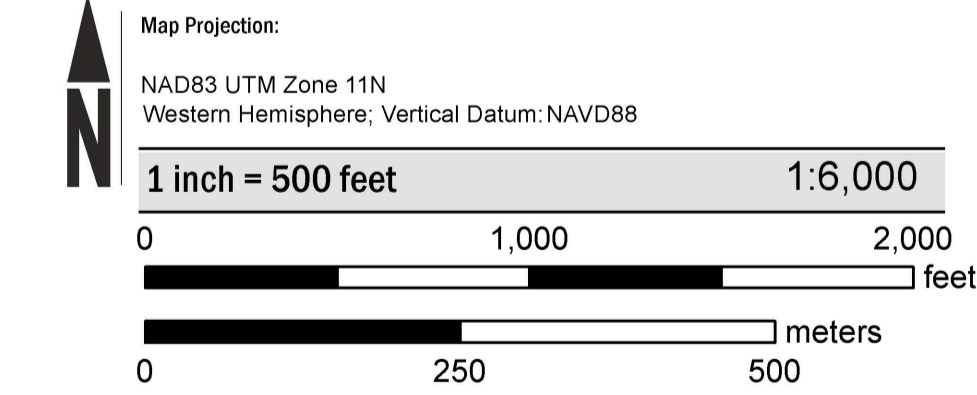 Map Projection:
N
NAD83 UTM Zone 11N
Western Hemisphere; Vertical Datum: NAVD88
1 inch = 500 feet 1:6,000
0 1,000 2,000
feet
meters
0 250 500